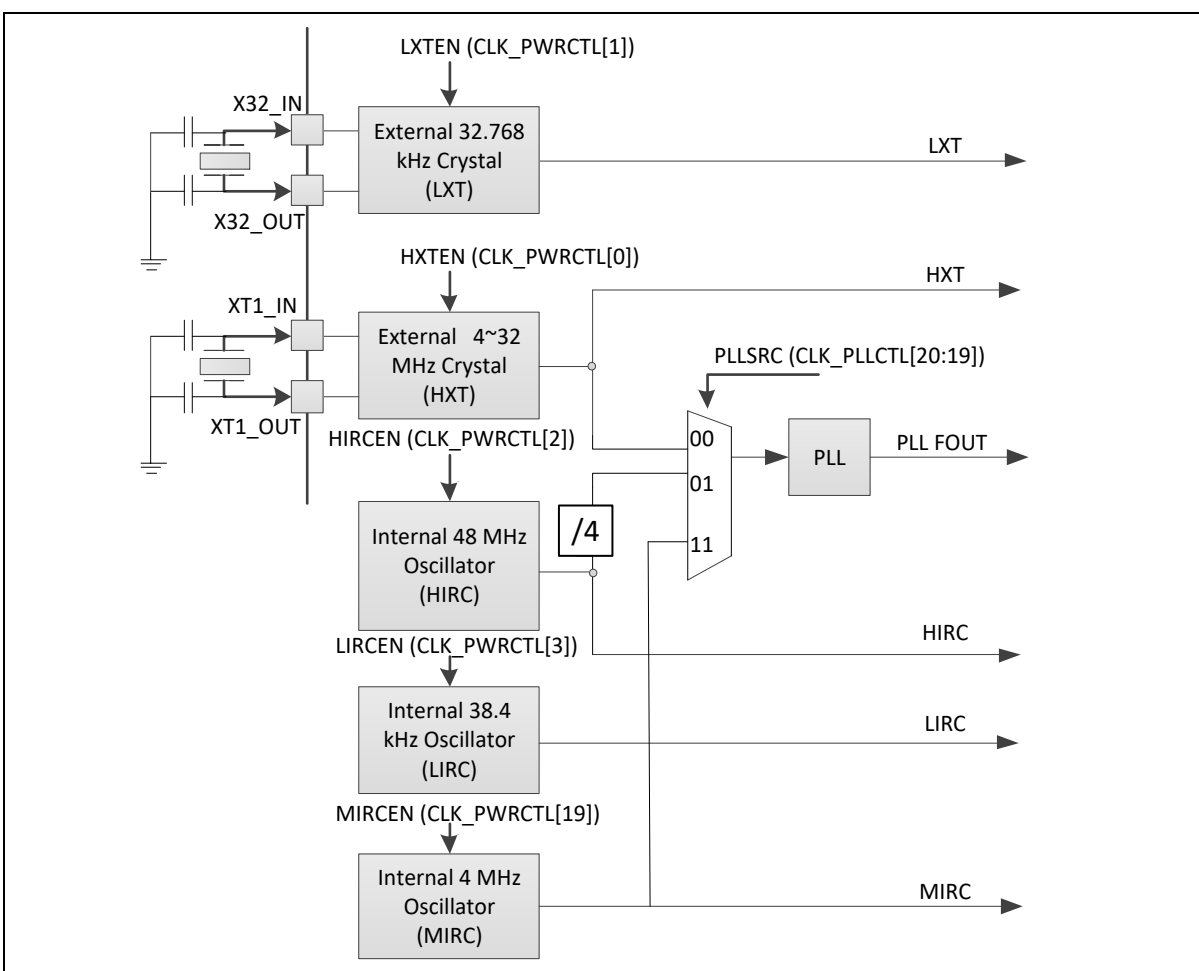 LXTEN (CLK_PWRCTL[1])
X32_IN
External 32.768
kHz Crystal
(LXT)
LXT
X32_OUT
HXTEN (CLK_PWRCTL[0])
HXT
XT1_IN
External 4~32
MHz Crystal
(HXT)
PLLSRC (CLK_PLLCTL[20:19])
XT1_OUT
HIRCEN (CLK_PWRCTL[2])
00
01
11
PLL
PLL FOUT
/4
Internal 48 MHz
Oscillator
(HIRC)
HIRC
LIRCEN (CLK_PWRCTL[3])
Internal 38.4
kHz Oscillator
(LIRC)
LIRC
MIRCEN (CLK_PWRCTL[19])
Internal 4 MHz
Oscillator
(MIRC)
MIRC